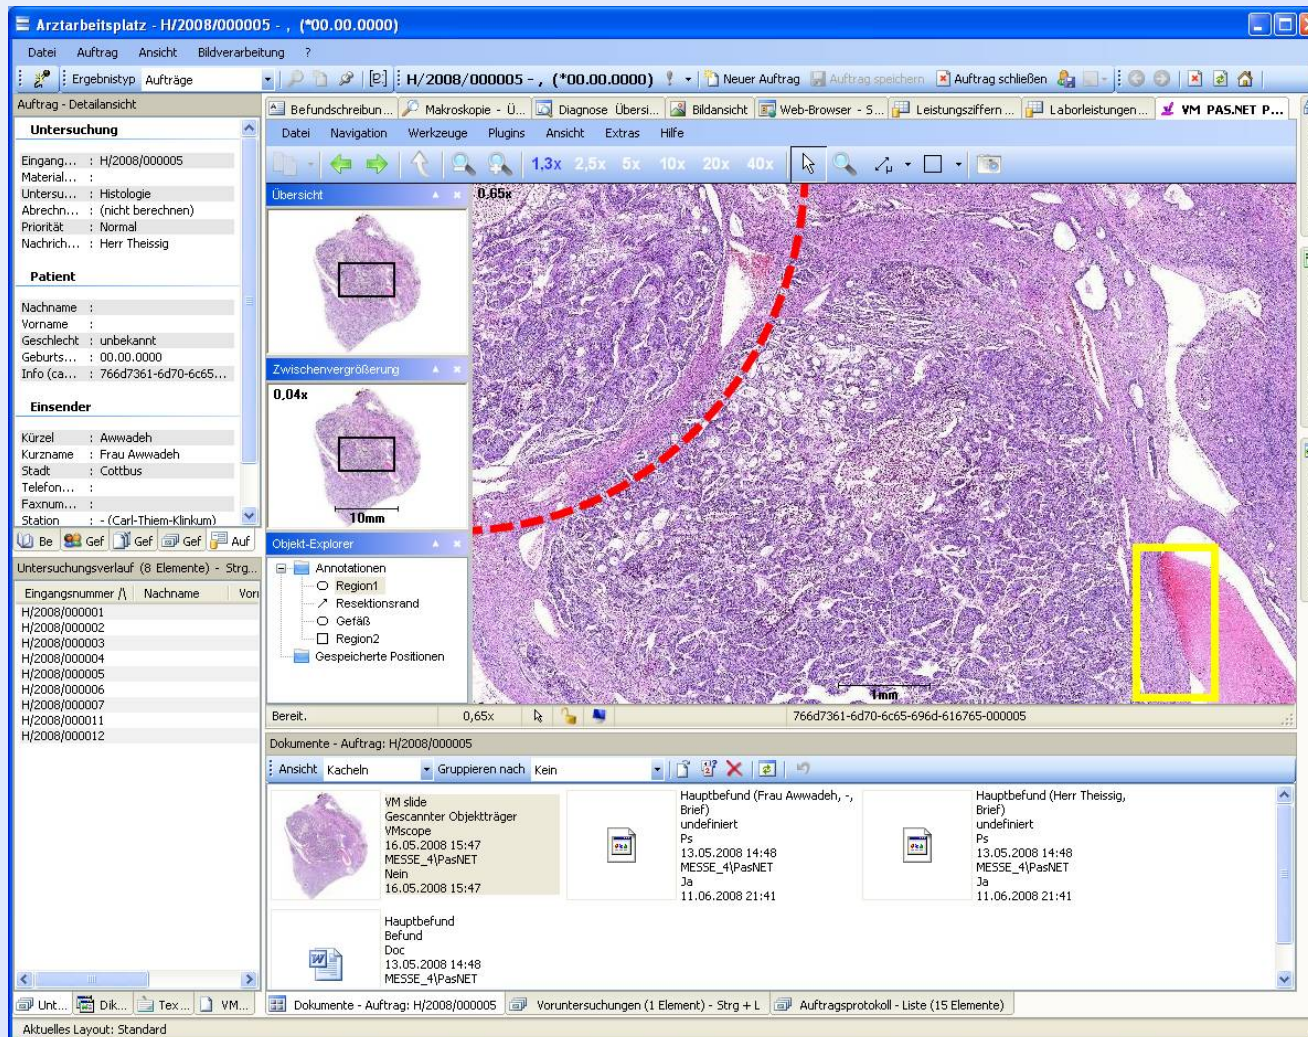 Arztarbeitsplatz - H/2008/000005 - , (*00.00.0000)
Datei Auftrag Ansicht Bildverarbeitung ?
Ergebnistyp Aufträge H/2008/000005 - , (*00.00.0000) Neuer Auftrag Auftrag speichern Auftrag schließen
Auftrag - Detailansicht
Untersuchung
Eingang... : H/2008/000005
Material... :
Untersu... : Histologie
Abrechn... : (nicht berechnen)
Priorität : Normal
Nachrich... : Herr Theissig
Patient
Nachname :
Vorname :
Geschlecht : unbekannt
Geburts... : 00.00.0000
Info (ca... : 766d7361-6d70-6c65...
Einsender
Kürzel : Awwadeh
Kurzname : Frau Awwadeh
Stadt : Cottbus
Telefon... :
Faxnum... :
Station : - (Carl-Thiem-Klinkum)
Be Gef Gef Gef Auf
Untersuchungsverlauf (8 Elemente) - Strg...
Eingangsnummer /\ Nachname Vorn
H/2008/000001
H/2008/000002
H/2008/000003
H/2008/000004
H/2008/000005
H/2008/000006
H/2008/000007
H/2008/000011
H/2008/000012
Unt... Dik... Tex... VM...
Befundschreibun... Makroskopie - Ü... Diagnose Übersi... Bildansicht Web-Browser - S... Leistungsziffern... Laborleistungen... VM PAS.NET P...
Datei Navigation Werkzeuge Plugins Ansicht Extras Hilfe
1,3x 2,5x 5x 10x 20x 40x
Übersicht
0,65x
Zwischenvergrößerung
0,04x
10mm
Objekt-Explorer
Annotationen
Region1
Resektionsrand
Gefäß
Region2
Gespeicherte Positionen
1mm
Bereit. 0,65x 766d7361-6d70-6c65-696d-616765-000005
Dokumente - Auftrag: H/2008/000005
Ansicht Kacheln Gruppieren nach Kein
VM slide
Gescannter Objektträger
VMscope
16.05.2008 15:47
MESSE_4\PasNET
Nein
16.05.2008 15:47
Hauptbefund (Frau Awwadeh, -,
Brief)
undefiniert
Ps
13.05.2008 14:48
MESSE_4\PasNET
Ja
11.06.2008 21:41
Hauptbefund (Herr Theissig,
Brief)
undefiniert
Ps
13.05.2008 14:48
MESSE_4\PasNET
Ja
11.06.2008 21:41
Hauptbefund
Befund
Doc
13.05.2008 14:48
MESSE_4\PasNET
Dokumente - Auftrag: H/2008/000005 Voruntersuchungen (1 Element) - Strg + L Auftragsprotokoll - Liste (15 Elemente)
Aktuelles Layout: Standard